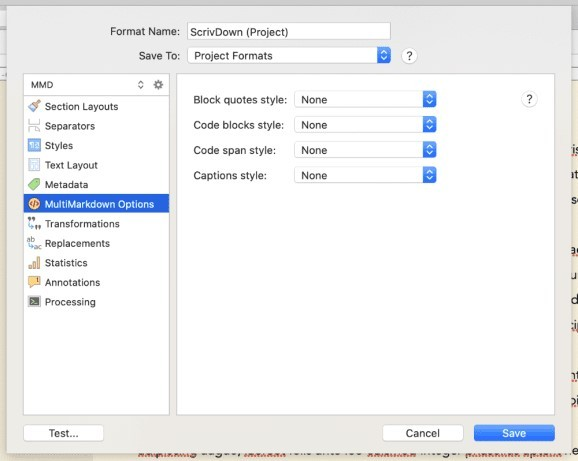 Format Name: ScrivDown (Project)
Save To: Project Formats ?
MMD
Section Layouts
Separators
Styles
Text Layout
Metadata
MultiMarkdown Options
Transformations
Replacements
Statistics
Annotations
Processing
Block quotes style: None ?
Code blocks style: None
Code span style: None
Captions style: None
Test... Cancel Save